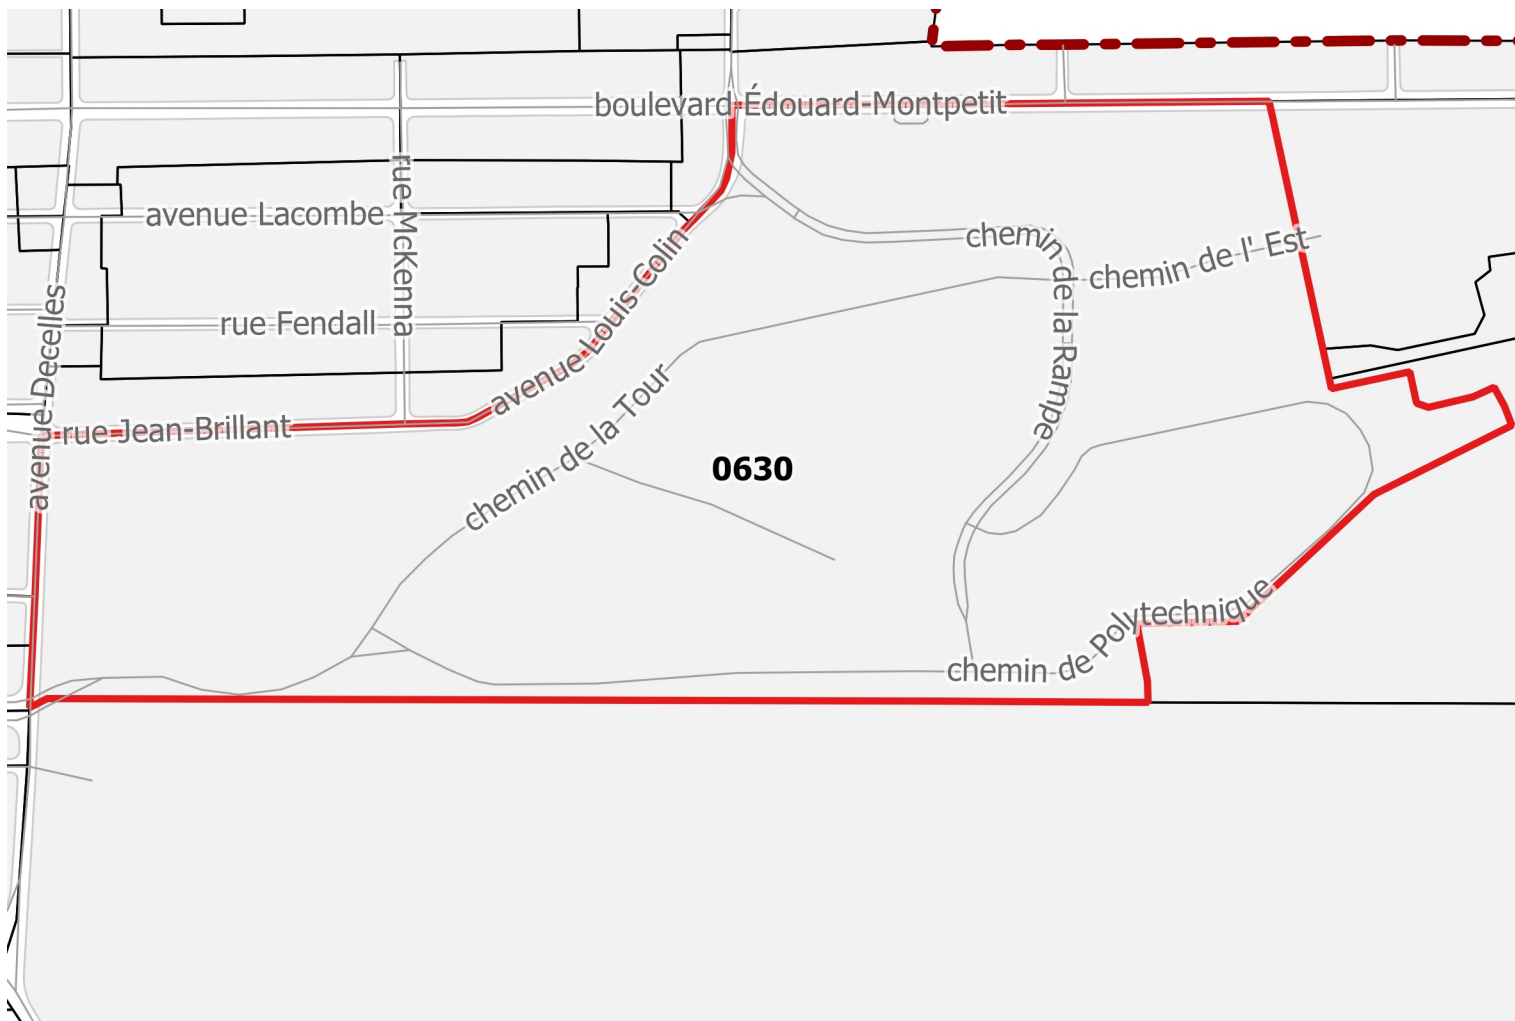 boulevard Édouard-Montpetit
rue McKenna
avenue Lacombe
chemin de la Rampe
chemin de l' Est
avenue Louis-Colin
rue Fendall
avenue Decelles
chemin de la Tour
rue Jean-Brillant
0630
chemin de Polytechnique